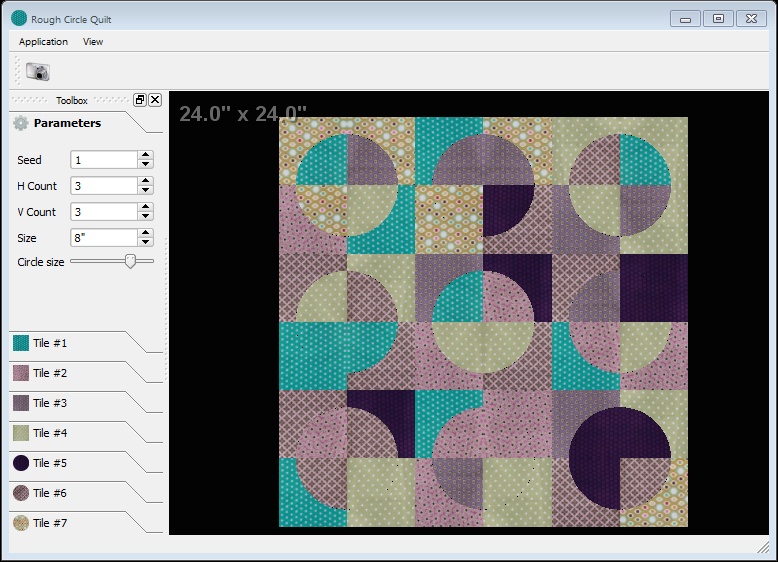 Rough Circle Quilt
Application View
Toolbox
24.0" x 24.0"
Parameters
Seed 1
H Count 3
V Count 3
Size 8"
Circle size
Tile #1
Tile #2
Tile #3
Tile #4
Tile #5
Tile #6
Tile #7